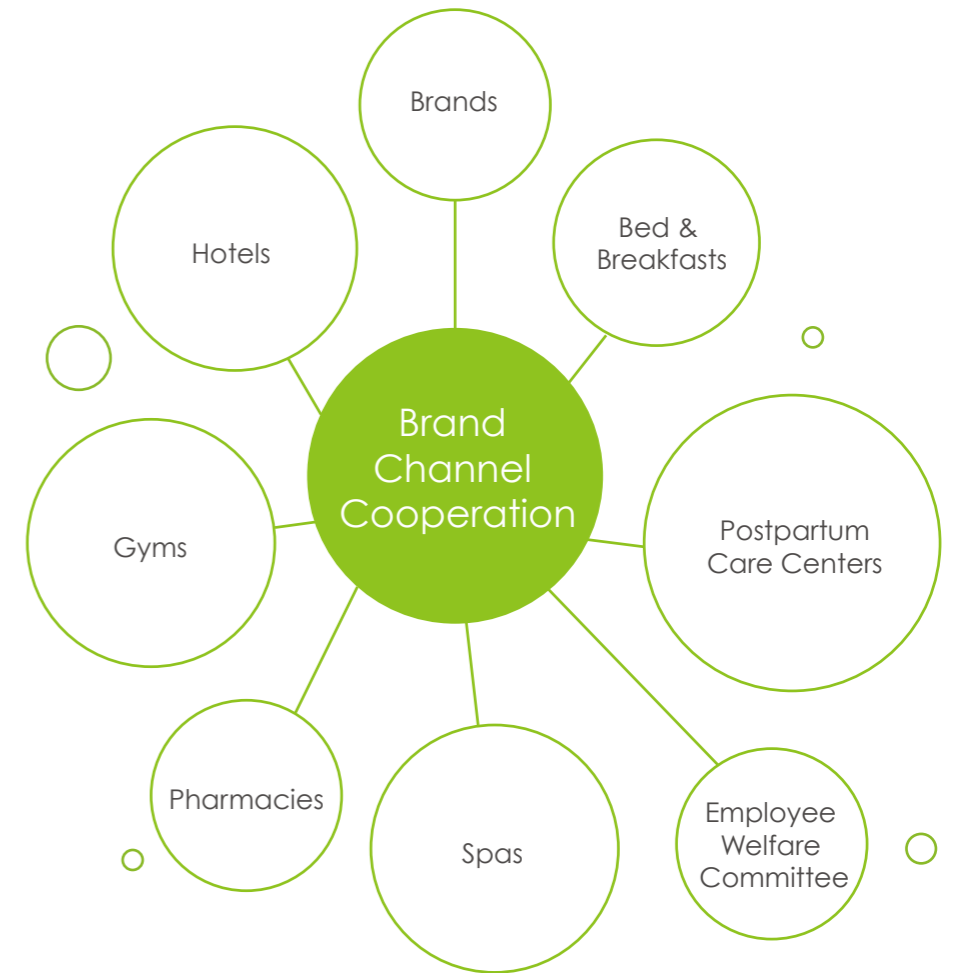 Brands
Bed &
Breakfasts
Hotels
Brand
Channel
Cooperation
Postpartum
Care Centers
Gyms
Pharmacies
Spas
Employee
Welfare
Committee